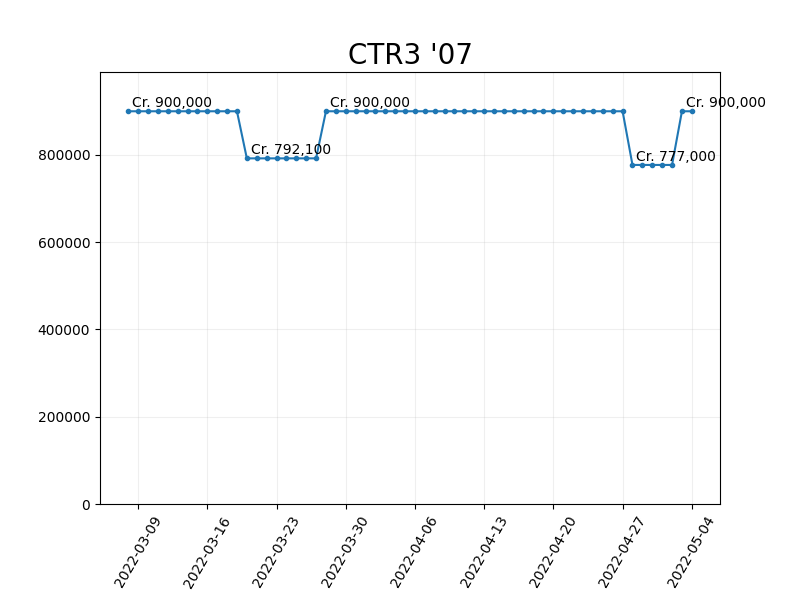 CTR3 '07
Cr. 900,000
Cr. 900,000
Cr. 900,000
Cr. 792,100
Cr. 777,000
800000
600000
400000
200000
0
2022-03-09
2022-03-16
2022-03-23
2022-03-30
2022-04-06
2022-04-13
2022-04-20
2022-04-27
2022-05-04